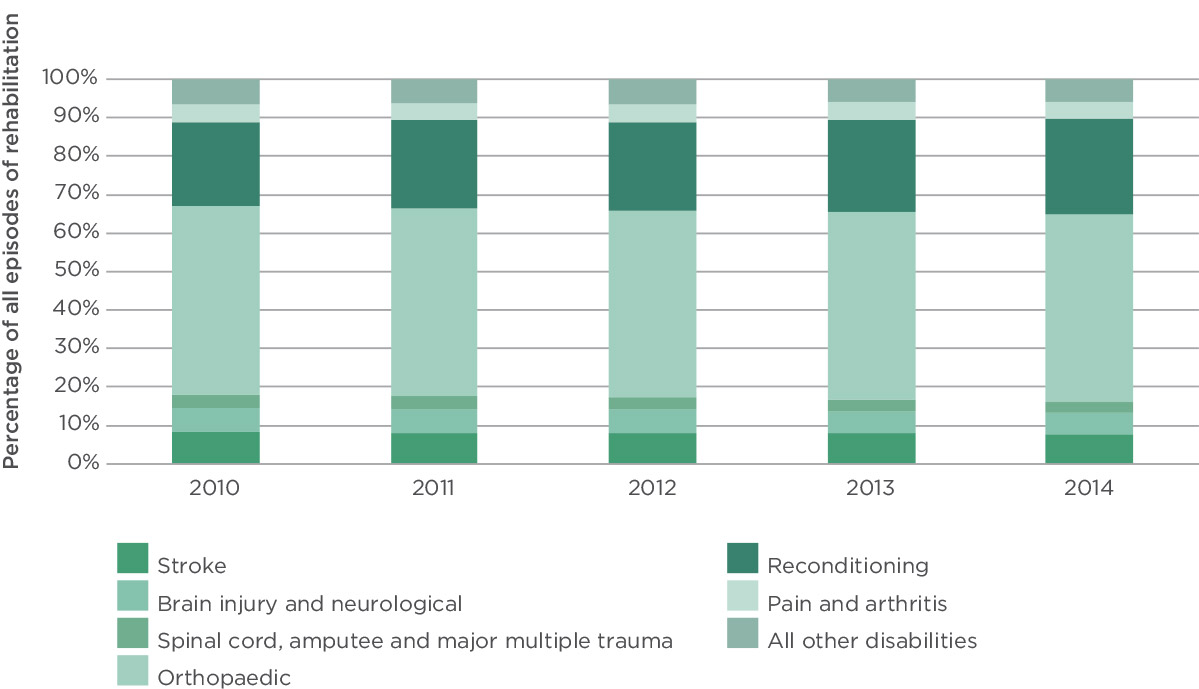 Percentage of all episodes of rehabilitation
100%
90%
80%
70%
60%
50%
40%
30%
20%
10%
0%
2010 2011 2012 2013 2014
Stroke
Brain injury and neurological
Spinal cord, amputee and major multiple trauma
Orthopaedic
Reconditioning
Pain and arthritis
All other disabilities